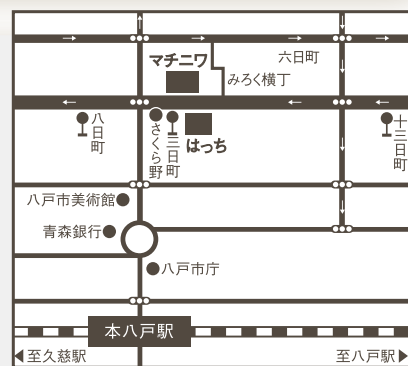 六日町
マチニワ
みろく横丁
八日町
さくら野
三日町
はっち
十三日町
八戸市美術館
青森銀行
八戸市庁
本八戸駅
至久慈駅
至八戸駅